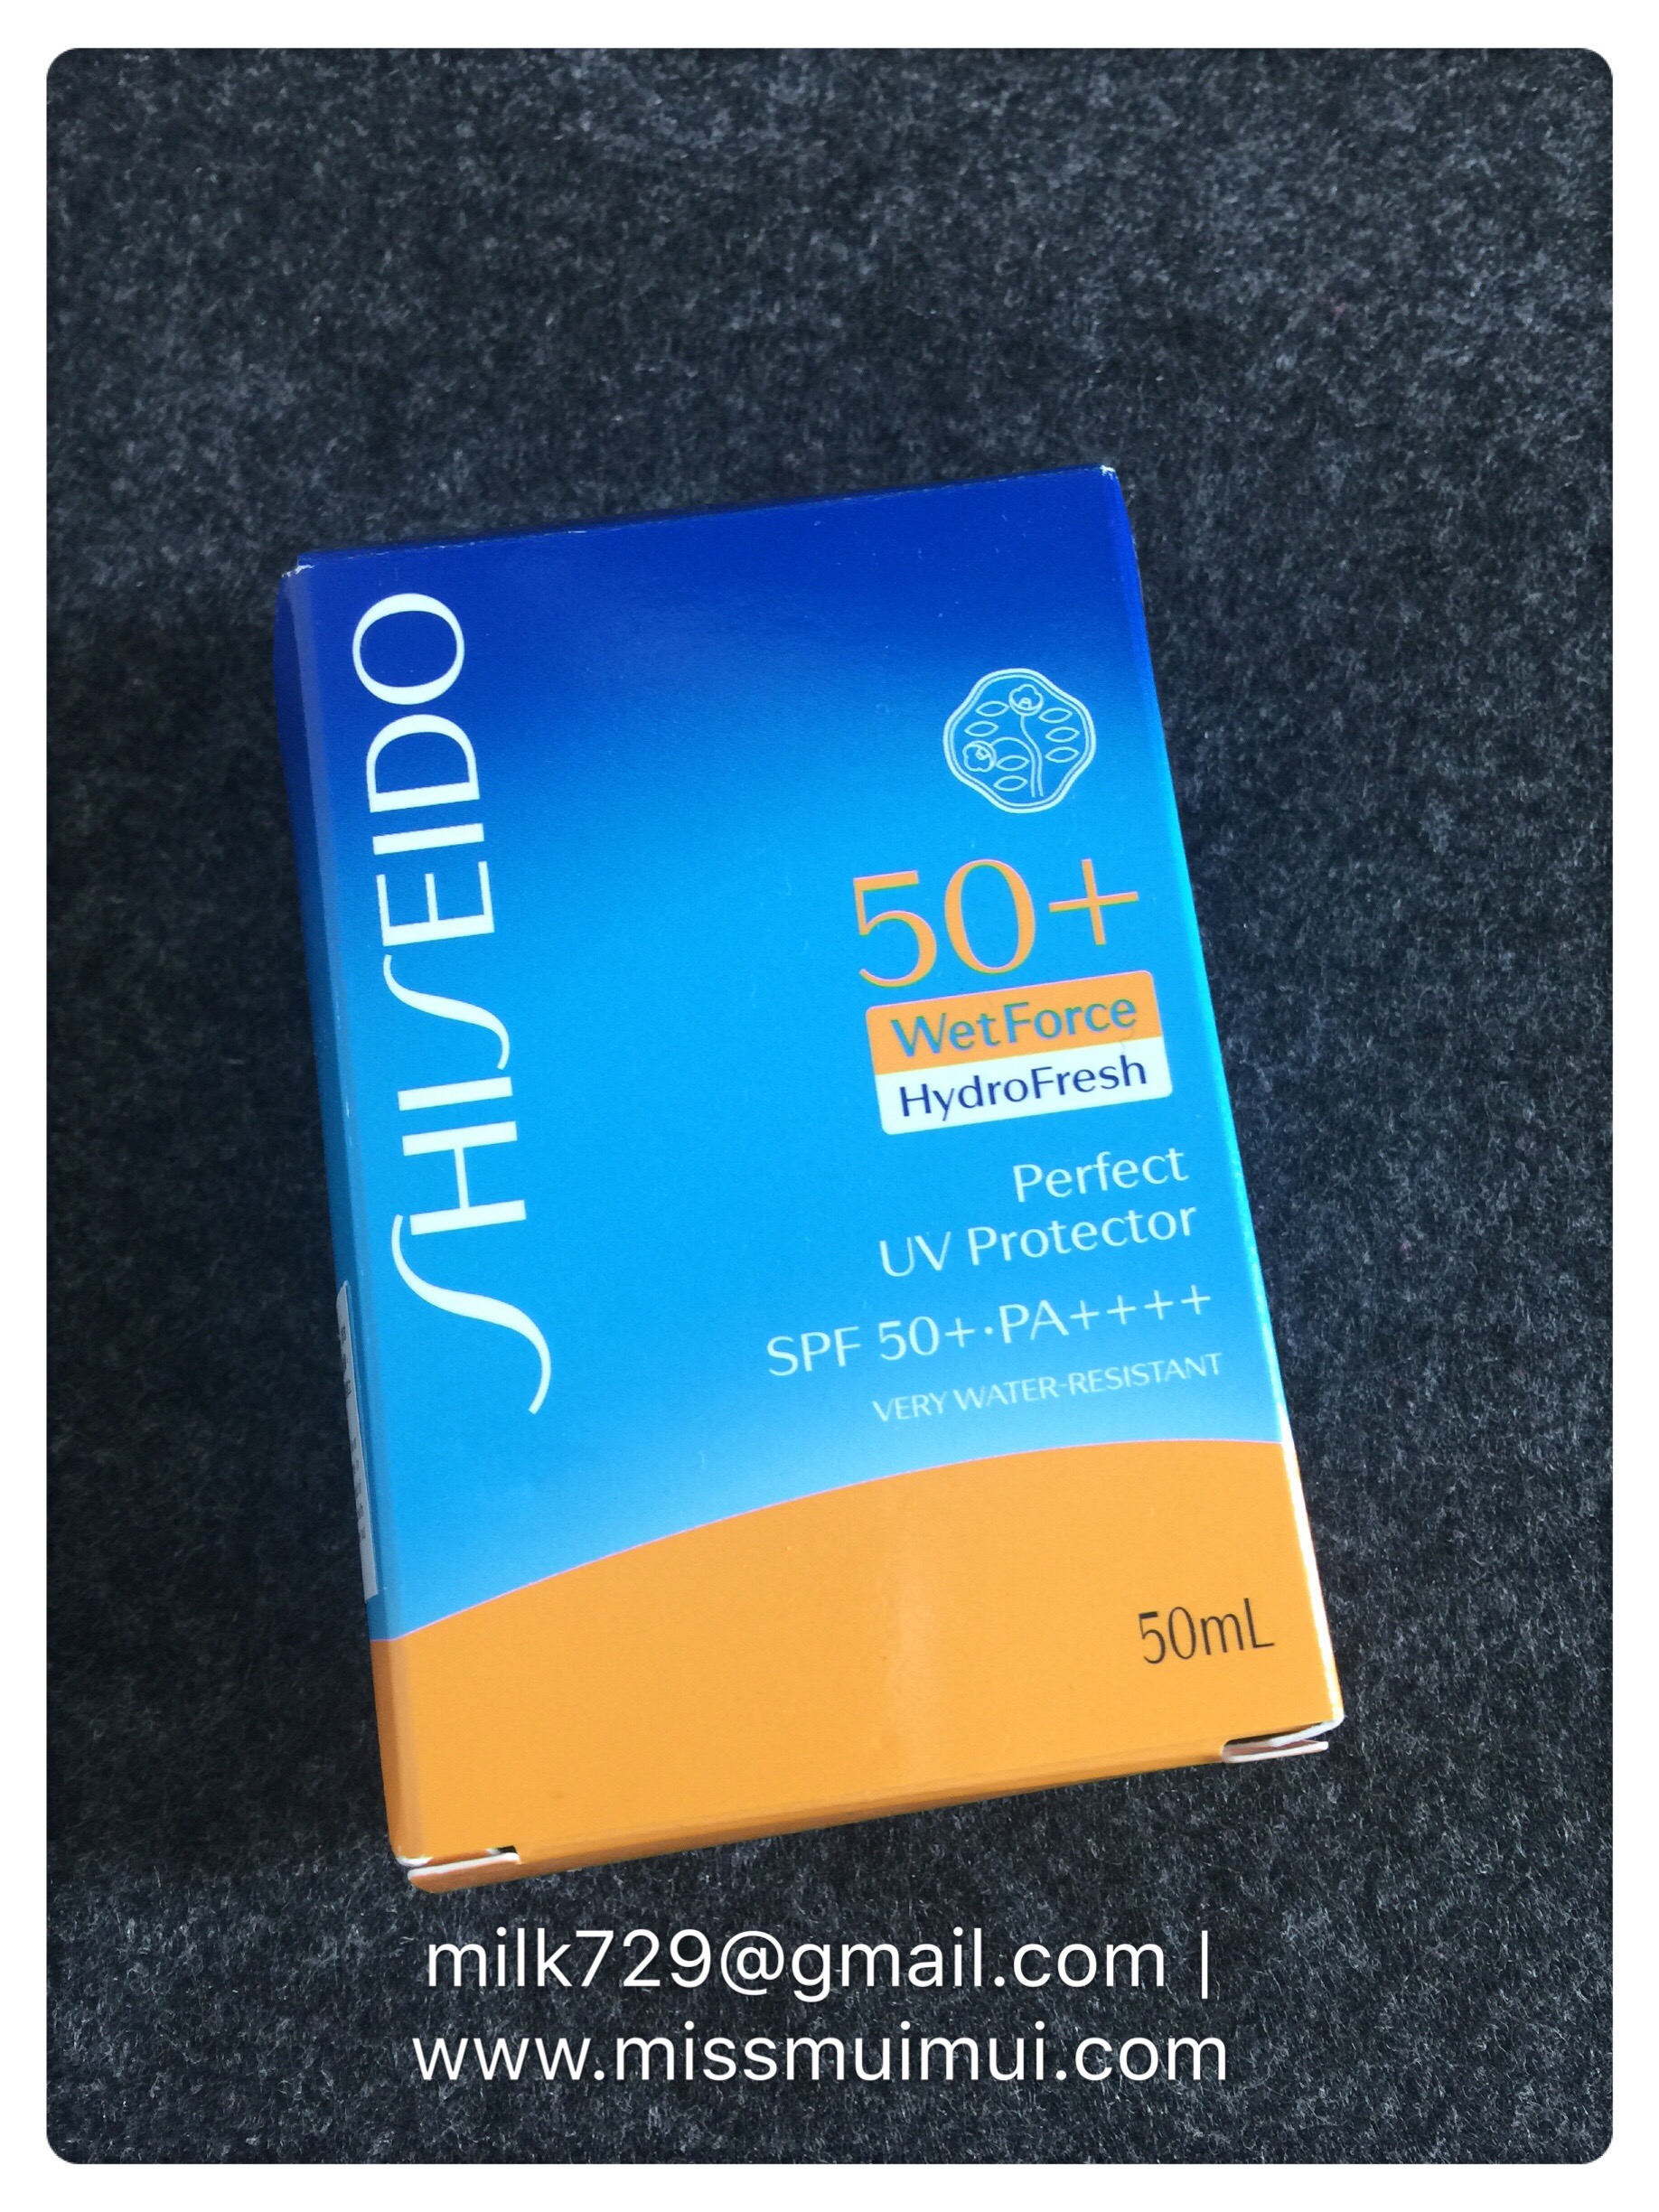 SHISEIDO
50+
WetForce
HydroFresh
Perfect
UV Protector
SPF 50+·PA++++
VERY WATER-RESISTANT
50mL
milk729@gmail.com |
www.missmuimui.com